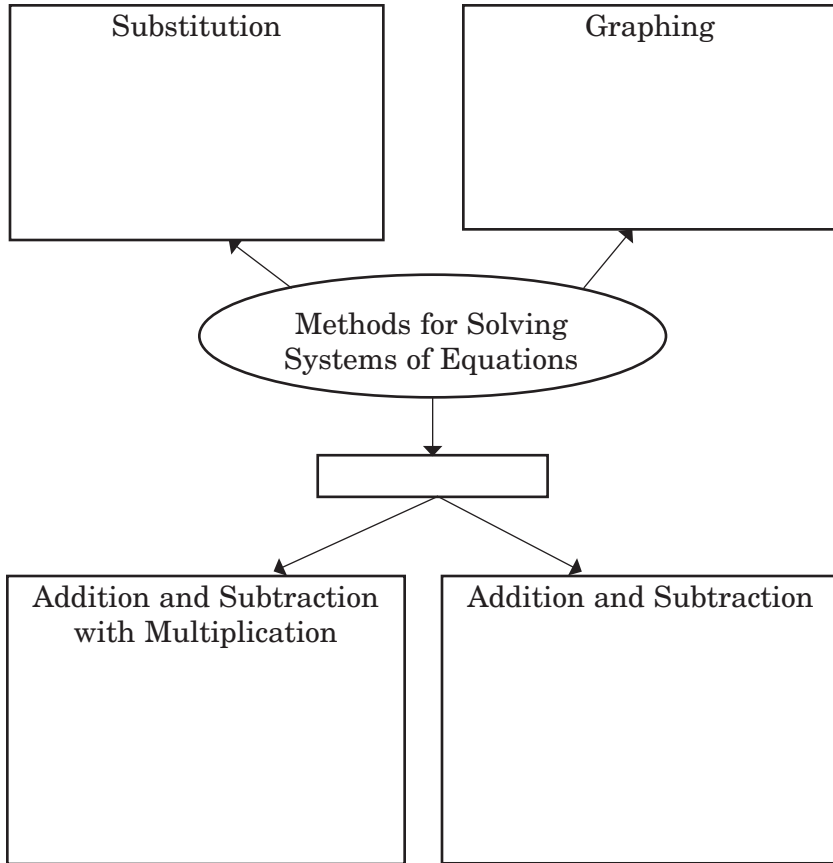 Substitution
Graphing
Methods for Solving
Systems of Equations
Addition and Subtraction
with Multiplication
Addition and Subtraction